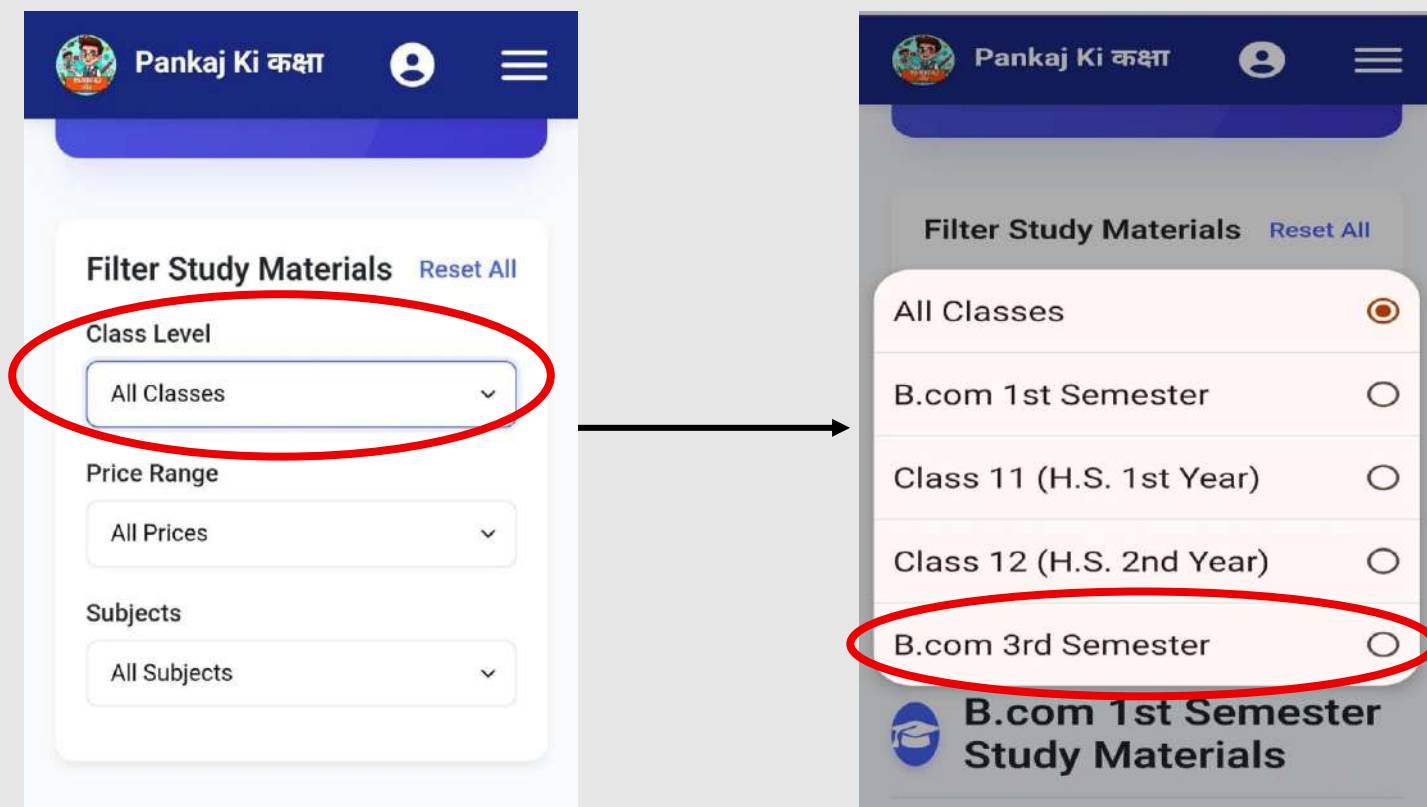 Pankaj Ki कक्षा
Filter Study Materials Reset All
Class Level
All Classes
Price Range
All Prices
Subjects
All Subjects
Pankaj Ki कक्षा
Filter Study Materials Reset All
All Classes
B.com 1st Semester
Class 11 (H.S. 1st Year)
Class 12 (H.S. 2nd Year)
B.com 3rd Semester
B.com 1st Semester
Study Materials